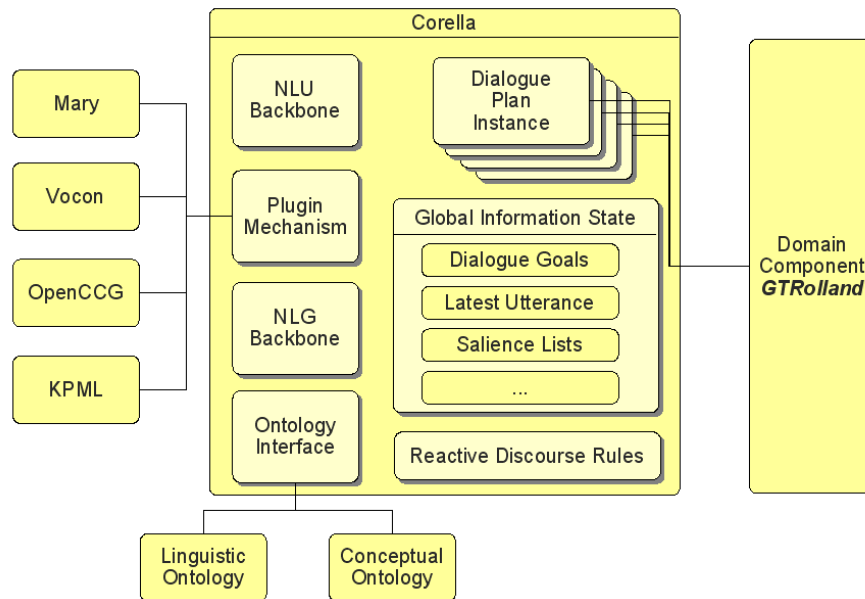 Corella
Mary
Vocon
OpenCCG
KPML
NLU
Backbone
Plugin
Mechanism
NLG
Backbone
Ontology
Interface
Dialogue
Plan
Instance
Global Information State
Dialogue Goals
Latest Utterance
Salience Lists
...
Reactive Discourse Rules
Domain
Component
GTRolland
Linguistic
Ontology
Conceptual
Ontology